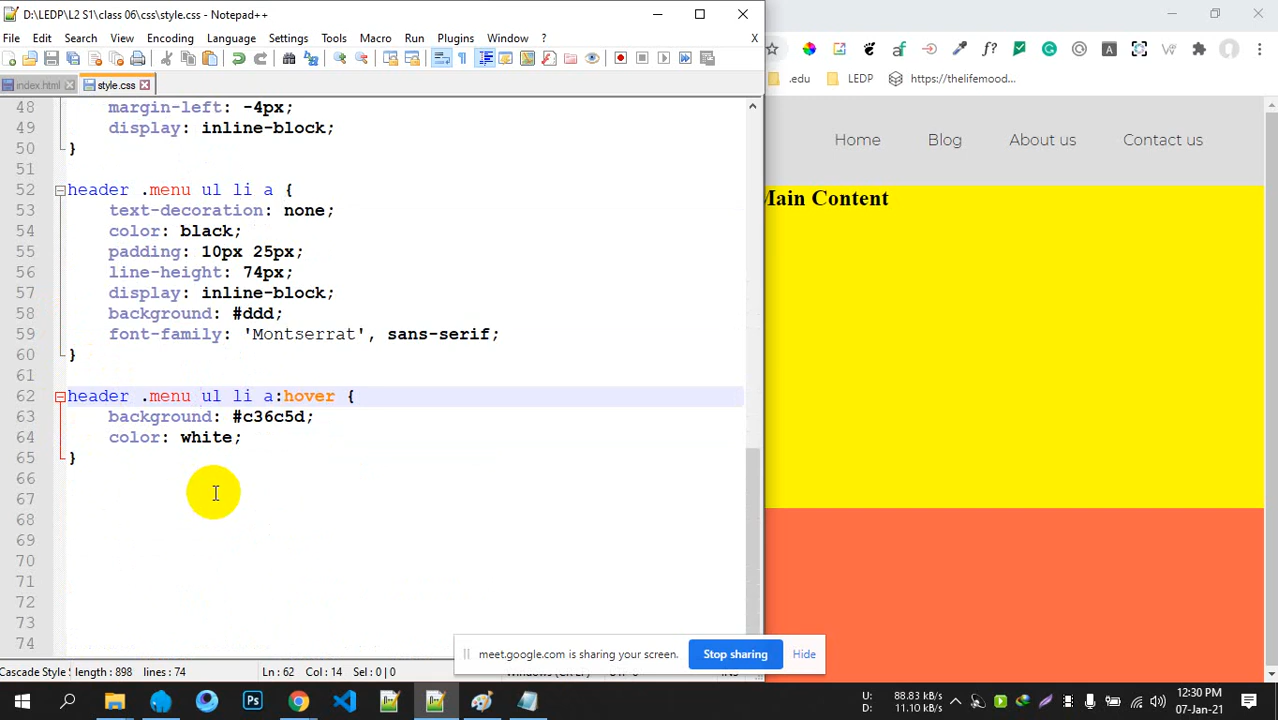 D:\LEDP\L2 S1\class 06\css\style.css - Notepad++
File Edit Search View Encoding Language Settings Tools Macro Run Plugins Window ? X
index.html style.css
.edu LEDP https://thelifemood...
48 margin-left: -4px;
49 display: inline-block;
50 }
51
52 header .menu ul li a {
53 text-decoration: none;
54 color: black;
55 padding: 10px 25px;
56 line-height: 74px;
57 display: inline-block;
58 background: #ddd;
59 font-family: 'Montserrat', sans-serif;
60 }
61
62 header .menu ul li a:hover {
63 background: #c36c5d;
64 color: white;
65 }
66
67
68
69
70
71
72
73
74
Home Blog About us Contact us
Main Content
meet.google.com is sharing your screen. Stop sharing Hide
Cascade Style length : 898 lines : 74 Ln : 62 Col : 14 Sel : 0 | 0
U: 88.83 kB/s
D: 11.10 kB/s
12:30 PM
07-Jan-21